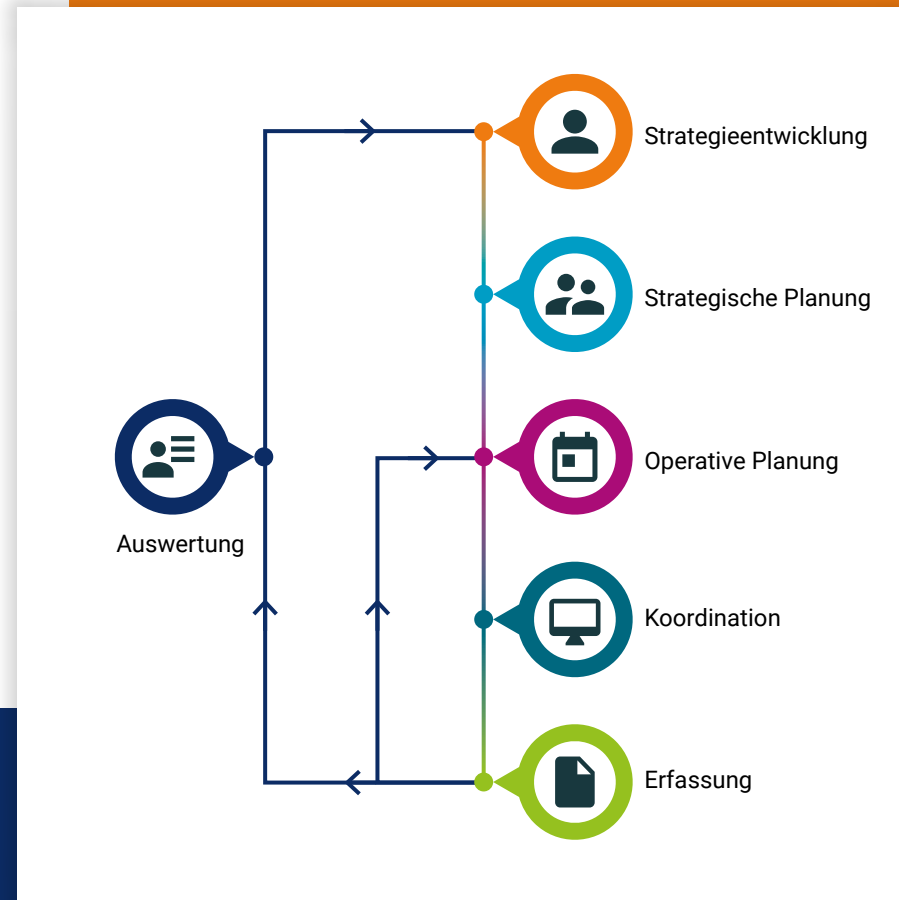 Strategieentwicklung
Strategische Planung
Operative Planung
Auswertung
Koordination
Erfassung